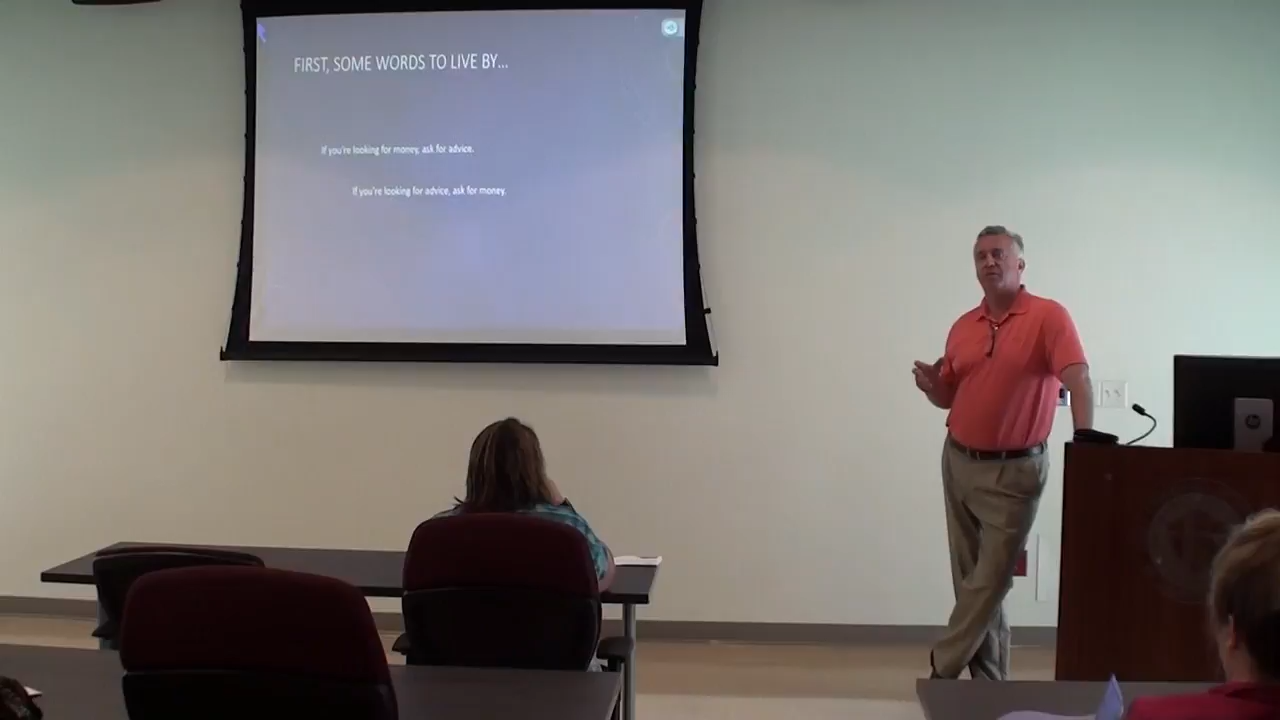 FIRST, SOME WORDS TO LIVE BY...
If you're looking for money, ask for advice.
If you're looking for advice, ask for money.